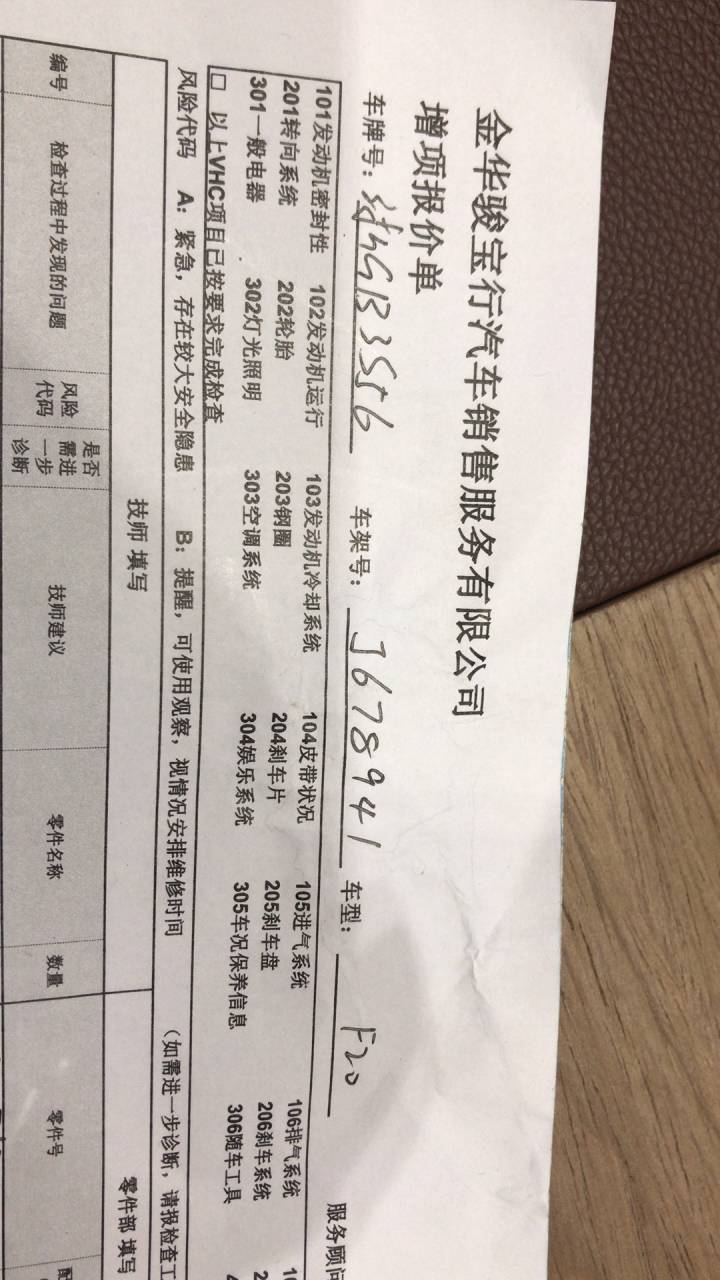 金华骏宝行汽车销售服务有限公司
增项报价单
车牌号: 浙GB3556 车架号: J678941 车型: F20 服务顾问
101发动机密封性 102发动机运行 103发动机冷却系统 104皮带状况 105进气系统 106排气系统
201转向系统 202轮胎 203钢圈 204刹车片 205刹车盘 206刹车系统
301一般电器 302灯光照明 303空调系统 304娱乐系统 305车况保养信息 306随车工具
□ 以上VHC项目已按要求完成检查
风险代码 A: 紧急, 存在较大安全隐患 B: 提醒, 可使用观察, 视情况安排维修时间 (如需进一步诊断, 请报检查工
技师 填写 零件部 填写
编号 检查过程中发现的问题 风险代码 是否需进一步诊断 技师建议 零件名称 数量 零件号